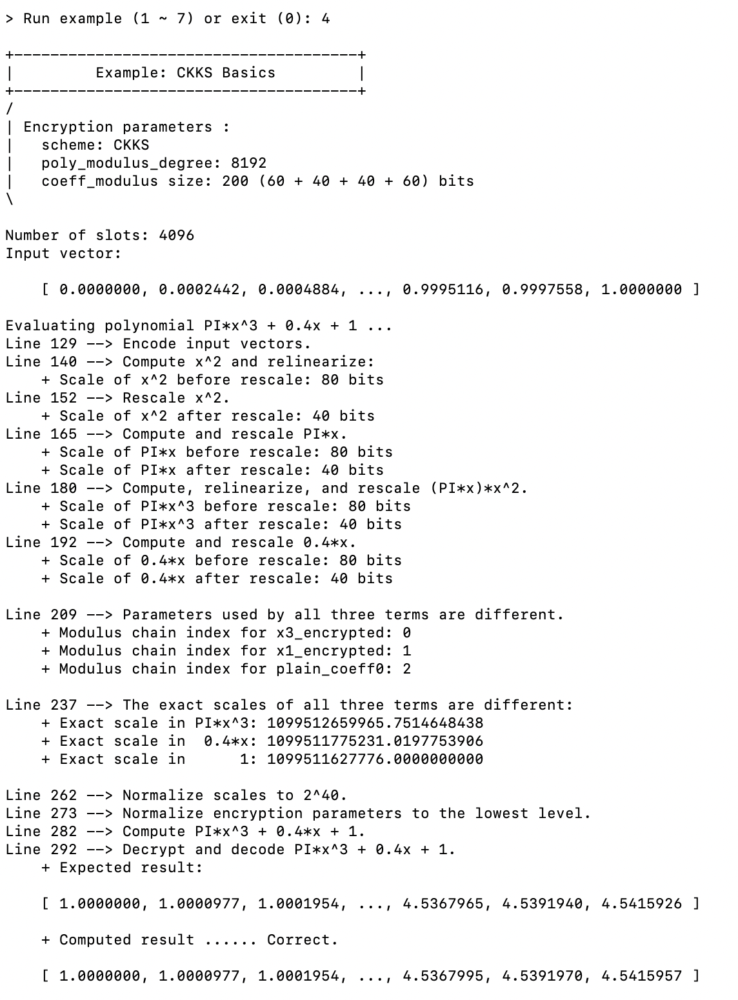 > Run example (1 ~ 7) or exit (0): 4
+--------------------------------------+
|         Example: CKKS Basics         |
+--------------------------------------+
/
| Encryption parameters :
|   scheme: CKKS
|   poly_modulus_degree: 8192
|   coeff_modulus size: 200 (60 + 40 + 40 + 60) bits
\
Number of slots: 4096
Input vector:
    [ 0.0000000, 0.0002442, 0.0004884, ..., 0.9995116, 0.9997558, 1.0000000 ]
Evaluating polynomial PI*x^3 + 0.4x + 1 ...
Line 129 --> Encode input vectors.
Line 140 --> Compute x^2 and relinearize:
    + Scale of x^2 before rescale: 80 bits
Line 152 --> Rescale x^2.
    + Scale of x^2 after rescale: 40 bits
Line 165 --> Compute and rescale PI*x.
    + Scale of PI*x before rescale: 80 bits
    + Scale of PI*x after rescale: 40 bits
Line 180 --> Compute, relinearize, and rescale (PI*x)*x^2.
    + Scale of PI*x^3 before rescale: 80 bits
    + Scale of PI*x^3 after rescale: 40 bits
Line 192 --> Compute and rescale 0.4*x.
    + Scale of 0.4*x before rescale: 80 bits
    + Scale of 0.4*x after rescale: 40 bits
Line 209 --> Parameters used by all three terms are different.
    + Modulus chain index for x3_encrypted: 0
    + Modulus chain index for x1_encrypted: 1
    + Modulus chain index for plain_coeff0: 2
Line 237 --> The exact scales of all three terms are different:
    + Exact scale in PI*x^3: 1099512659965.7514648438
    + Exact scale in  0.4*x: 1099511775231.0197753906
    + Exact scale in      1: 1099511627776.0000000000
Line 262 --> Normalize scales to 2^40.
Line 273 --> Normalize encryption parameters to the lowest level.
Line 282 --> Compute PI*x^3 + 0.4*x + 1.
Line 292 --> Decrypt and decode PI*x^3 + 0.4x + 1.
    + Expected result:
    [ 1.0000000, 1.0000977, 1.0001954, ..., 4.5367965, 4.5391940, 4.5415926 ]
    + Computed result ...... Correct.
    [ 1.0000000, 1.0000977, 1.0001954, ..., 4.5367995, 4.5391970, 4.5415957 ]